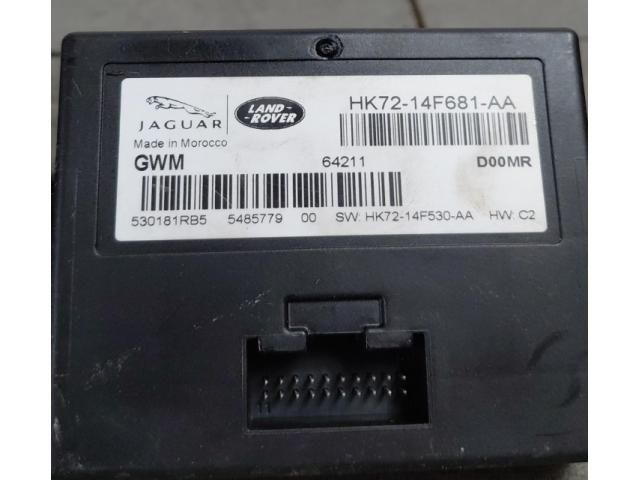 JAGUAR
LAND-
ROVER
HK72-14F681-AA
Made in Morocco
GWM 64211 D00MR
530181RB5 5485779 00 SW: HK72-14F530-AA HW: C2